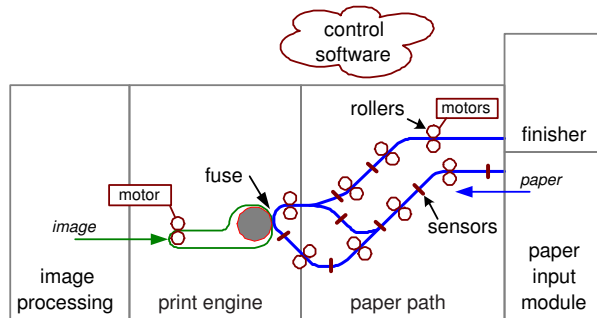 control
software
rollers
motors
finisher
fuse
motor
paper
image
sensors
image
processing
print engine
paper path
paper
input
module